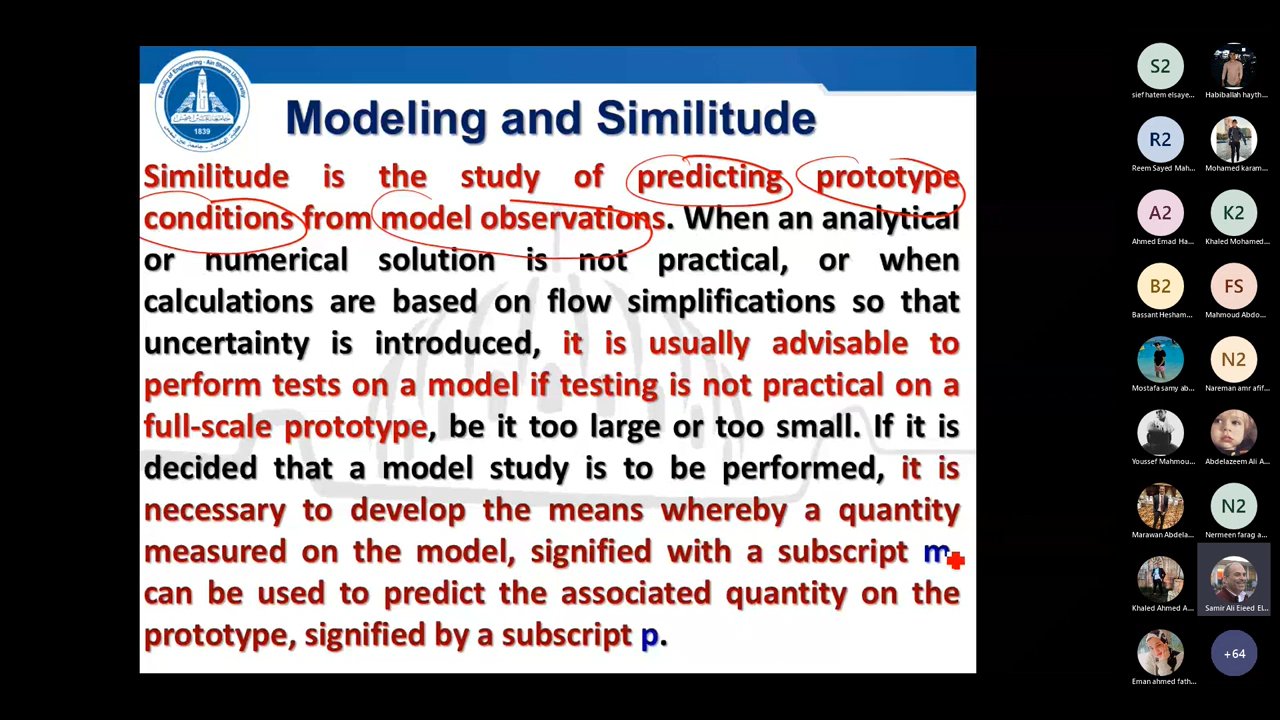 Faculty of Engineering - Ain Shams University
1839
Modeling and Similitude
Similitude is the study of predicting prototype
conditions from model observations. When an analytical
or numerical solution is not practical, or when
calculations are based on flow simplifications so that
uncertainty is introduced, it is usually advisable to
perform tests on a model if testing is not practical on a
full-scale prototype, be it too large or too small. If it is
decided that a model study is to be performed, it is
necessary to develop the means whereby a quantity
measured on the model, signified with a subscript m,
can be used to predict the associated quantity on the
prototype, signified by a subscript p.
S2
sief hatem elsaye...
Habiballah hayth...
R2
Reem Sayed Mah...
Mohamed karam...
A2
Ahmed Emad Ha...
K2
Khaled Mohamed...
B2
Bassant Hesham...
FS
Mahmoud Abdo...
Mostafa samy ab...
N2
Nareman amr afif...
Youssef Mahmou...
Abdelazeem Ali A...
Marawan Abdela...
N2
Nermeen farag a...
Khaled Ahmed A...
Samir Ali Eieed El...
Eman ahmed fath...
+64